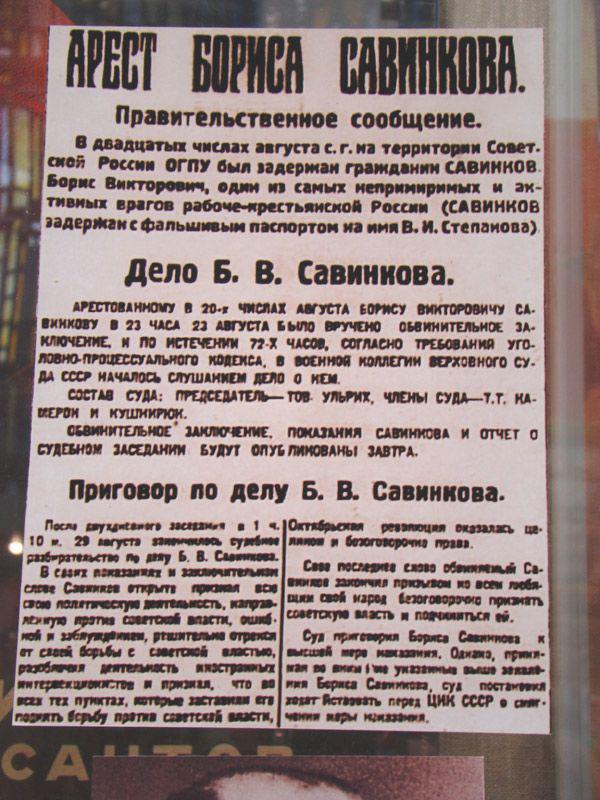 АРЕСТ БОРИСА САВИНКОВА.
Правительственное сообщение.
В двадцатых числах августа с. г. на территории Совет-
ской России ОГПУ был задержан гражданин САВИНКОВ
Борис Викторович, один из самых непримиримых и ак-
тивных врагов рабоче-крестьянской России (САВИНКОВ
задержан с фальшивым паспортом на имя В. И. Степанова)
Дело Б. В. Савинкова.
АРЕСТОВАННОМУ В 20-х ЧИСЛАХ АВГУСТА БОРИСУ ВИКТОРОВИЧУ СА-
ВИНКОВУ В 23 ЧАСА 23 АВГУСТА БЫЛО ВРУЧЕНО ОБВИНИТЕЛЬНОЕ ЗА-
КЛЮЧЕНИЕ, И ПО ИСТЕЧЕНИИ 72-Х ЧАСОВ, СОГЛАСНО ТРЕБОВАНИЯ УГО-
ЛОВНО-ПРОЦЕССУАЛЬНОГО КОДЕКСА, В ВОЕННОЙ КОЛЛЕГИИ ВЕРХОВНОГО СУ-
ДА СССР НАЧАЛОСЬ СЛУШАНИЕМ ДЕЛО О НЕМ.
СОСТАВ СУДА: ПРЕДСЕДАТЕЛЬ—ТОВ. УЛЬРИХ, ЧЛЕНЫ СУДА—Т.Т. КА-
МЕРОН И КУШНИРЮК.
ОБВИНИТЕЛЬНОЕ ЗАКЛЮЧЕНИЕ, ПОКАЗАНИЯ САВИНКОВА И ОТЧЕТ О
СУДЕБНОМ ЗАСЕДАНИИ БУДУТ ОПУБЛИКОВАНЫ ЗАВТРА.
Приговор по делу Б. В. Савинкова.
После двухдневного заседания в 1 ч.
10 м. 29 августа закончилось судебное
разбирательство по делу Б. В. Савинкова.
В своих показаниях и заключительном
слове Савинков открыто признал всю
свою политическую деятельность, направ-
ленную против советской власти, ошиб-
кой и заблуждением, решительно отрекся
от своей борьбы с советской властью,
разоблачил деятельность иностранных
интервенционистов и признал, что во
всех тех пунктах, которые заставили его
поднять борьбу против советской власти,
Октябрьская революция оказалась це-
ликом и безоговорочно права.
Свое последнее слово обвиняемый Са-
винков закончил призывом ко всем любя-
щим свой народ безоговорочно признать
советскую власть и подчиниться ей.
Суд приговорил Бориса Савинкова к
высшей мере наказания. Однако, прини-
мая во внимание указанные выше заявле-
ния Бориса Савинкова, суд постановил
ходатайствовать перед ЦИК СССР о смяг-
чении меры наказания.
САНТОВ